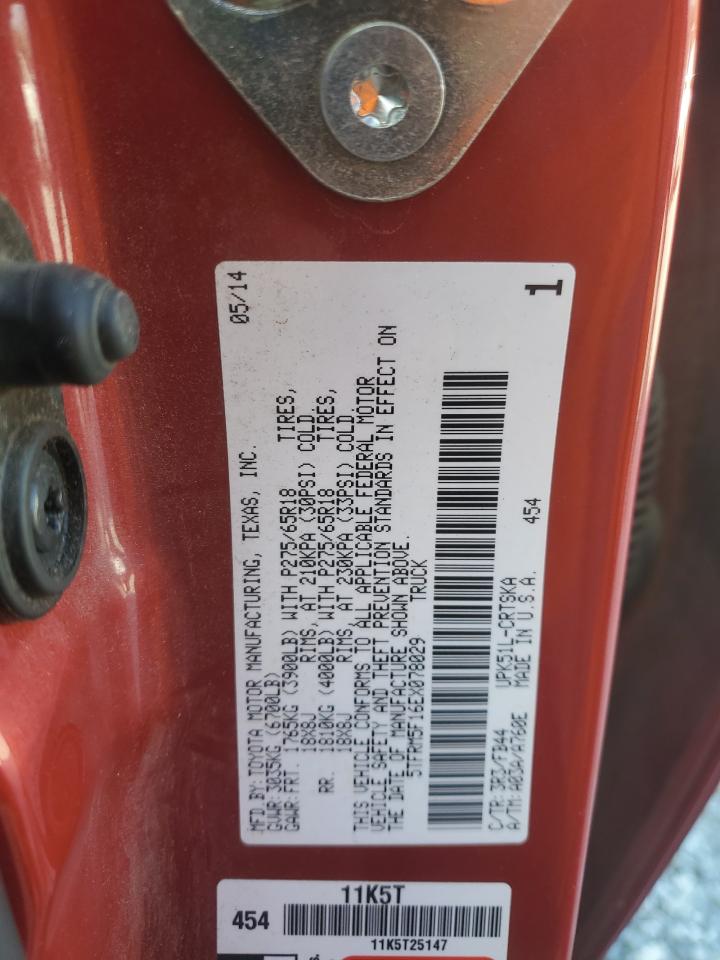 MFD.BY:TOYOTA MOTOR MANUFACTURING, TEXAS, INC. 05/14
GVWR:3035KG (6700LB)
GAWR:FRT. 1765KG (3900LB) WITH P275/65R18 TIRES,
18X8J RIMS, AT 210KPA (30PSI) COLD.
RR. 1810KG (4000LB) WITH P275/65R18 TIRES,
18X8J RIMS, AT 230KPA (33PSI) COLD.
THIS VEHICLE CONFORMS TO ALL APPLICABLE FEDERAL MOTOR
VEHICLE SAFETY AND THEFT PREVENTION STANDARDS IN EFFECT ON
THE DATE OF MANUFACTURE SHOWN ABOVE.
5TFRM5F16EX078029 TRUCK
C/TR:3R3/FB44 UPK51L-CRTSKA
A/TM:A03A/A760E MADE IN U.S.A. 454
1
11K5T
454
11K5T25147